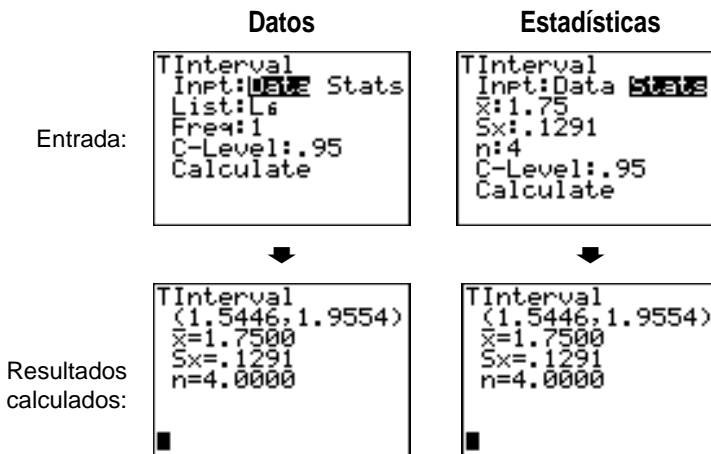 Datos
Estadísticas
Entrada:
TInterval
Inpt:Data Stats
List:L6
Freq:1
C-Level:.95
Calculate
TInterval
Inpt:Data Stats
x̄:1.75
Sx:.1291
n:4
C-Level:.95
Calculate
Resultados
calculados:
TInterval
(1.5446,1.9554)
x̄=1.7500
Sx=.1291
n=4.0000
TInterval
(1.5446,1.9554)
x̄=1.7500
Sx=.1291
n=4.0000